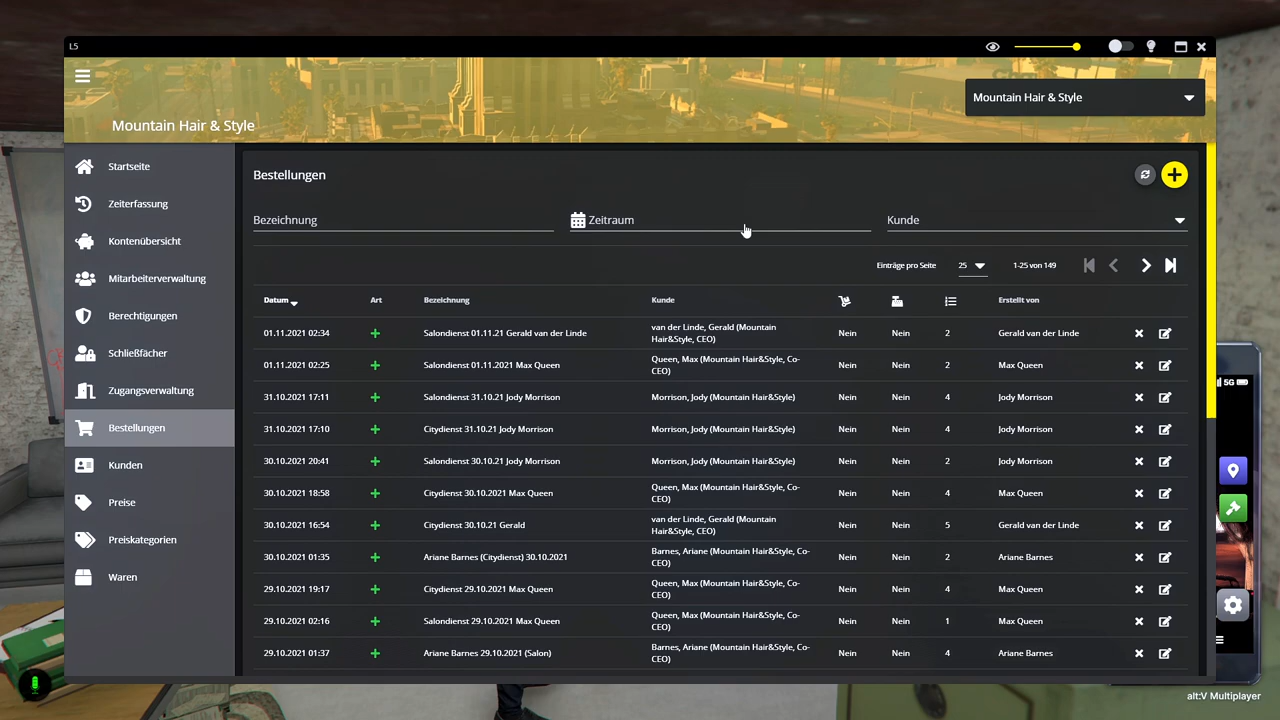 L5
Mountain Hair & Style
Mountain Hair & Style
Startseite
Zeiterfassung
Kontenübersicht
Mitarbeiterverwaltung
Berechtigungen
Schließfächer
Zugangsverwaltung
Bestellungen
Kunden
Preise
Preiskategorien
Waren
Bestellungen
Bezeichnung Zeitraum Kunde
Einträge pro Seite 25 1-25 von 149
Datum Art Bezeichnung Kunde Erstellt von
01.11.2021 02:34 + Salondienst 01.11.21 Gerald van der Linde van der Linde, Gerald (Mountain Nein Nein 2 Gerald van der Linde
Hair&Style, CEO)
01.11.2021 02:25 + Salondienst 01.11.2021 Max Queen Queen, Max (Mountain Hair&Style, Co- Nein Nein 2 Max Queen
CEO)
31.10.2021 17:11 + Salondienst 31.10.21 Jody Morrison Morrison, Jody (Mountain Hair&Style) Nein Nein 4 Jody Morrison
31.10.2021 17:10 + Citydienst 31.10.21 Jody Morrison Morrison, Jody (Mountain Hair&Style) Nein Nein 4 Jody Morrison
30.10.2021 20:41 + Salondienst 30.10.21 Jody Morrison Morrison, Jody (Mountain Hair&Style) Nein Nein 2 Jody Morrison
30.10.2021 18:58 + Citydienst 30.10.2021 Max Queen Queen, Max (Mountain Hair&Style, Co- Nein Nein 4 Max Queen
CEO)
30.10.2021 16:54 + Citydienst 30.10.21 Gerald van der Linde, Gerald (Mountain Nein Nein 5 Gerald van der Linde
Hair&Style, CEO)
30.10.2021 01:35 + Ariane Barnes (Citydienst) 30.10.2021 Barnes, Ariane (Mountain Hair&Style, Co- Nein Nein 2 Ariane Barnes
CEO)
29.10.2021 19:17 + Citydienst 29.10.2021 Max Queen Queen, Max (Mountain Hair&Style, Co- Nein Nein 4 Max Queen
CEO)
29.10.2021 02:16 + Salondienst 29.10.2021 Max Queen Queen, Max (Mountain Hair&Style, Co- Nein Nein 1 Max Queen
CEO)
29.10.2021 01:37 + Ariane Barnes 29.10.2021 (Salon) Barnes, Ariane (Mountain Hair&Style, Co- Nein Nein 4 Ariane Barnes
CEO)
5G
alt:V Multiplayer